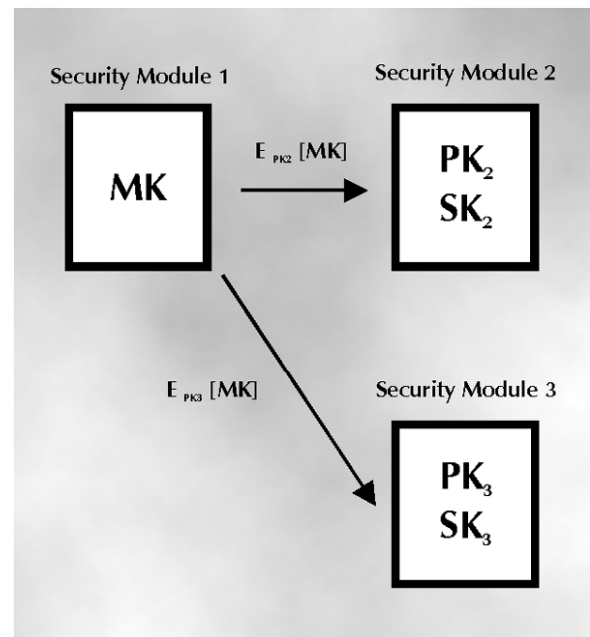 Security Module 1
Security Module 2
MK
E PK2 [MK]
PK2
SK2
E PK3 [MK]
Security Module 3
PK3
SK3